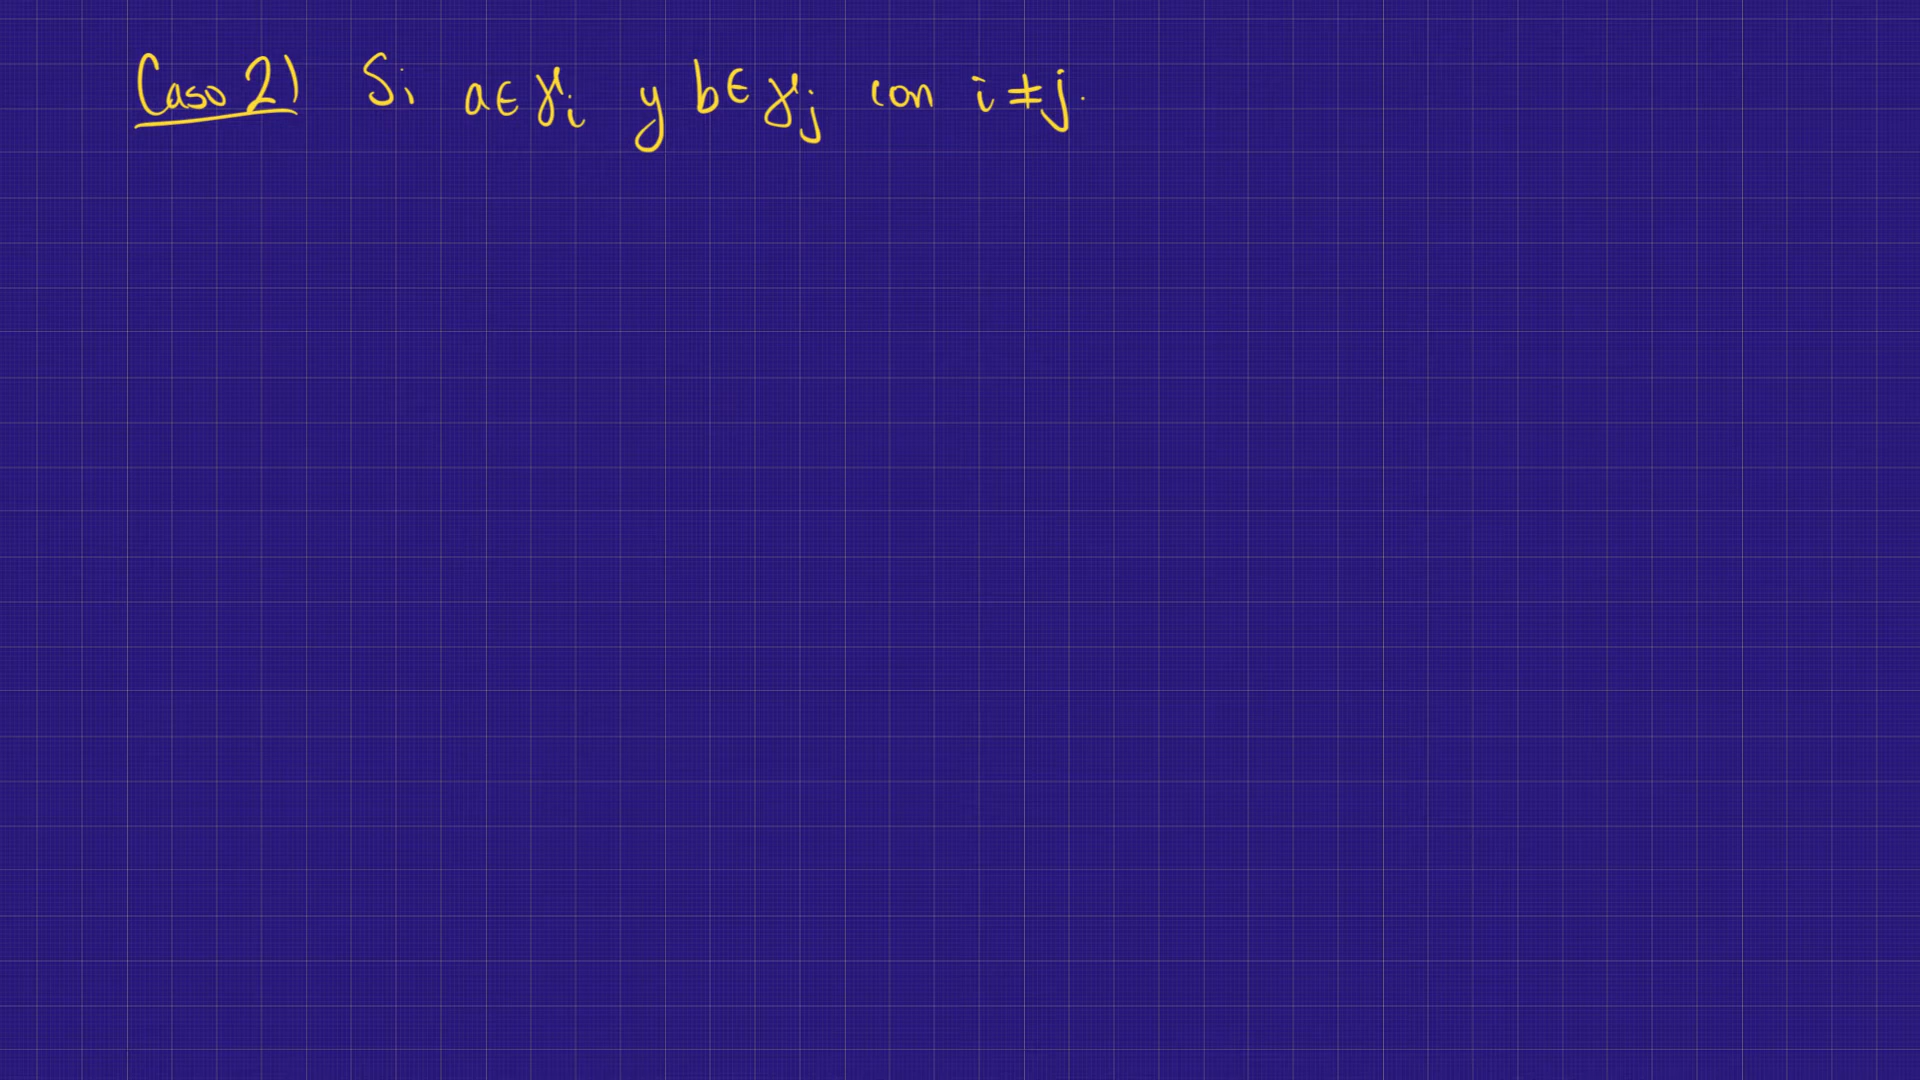 Caso 2) Si a ∈ γᵢ y b ∈ γⱼ con i ≠ j.